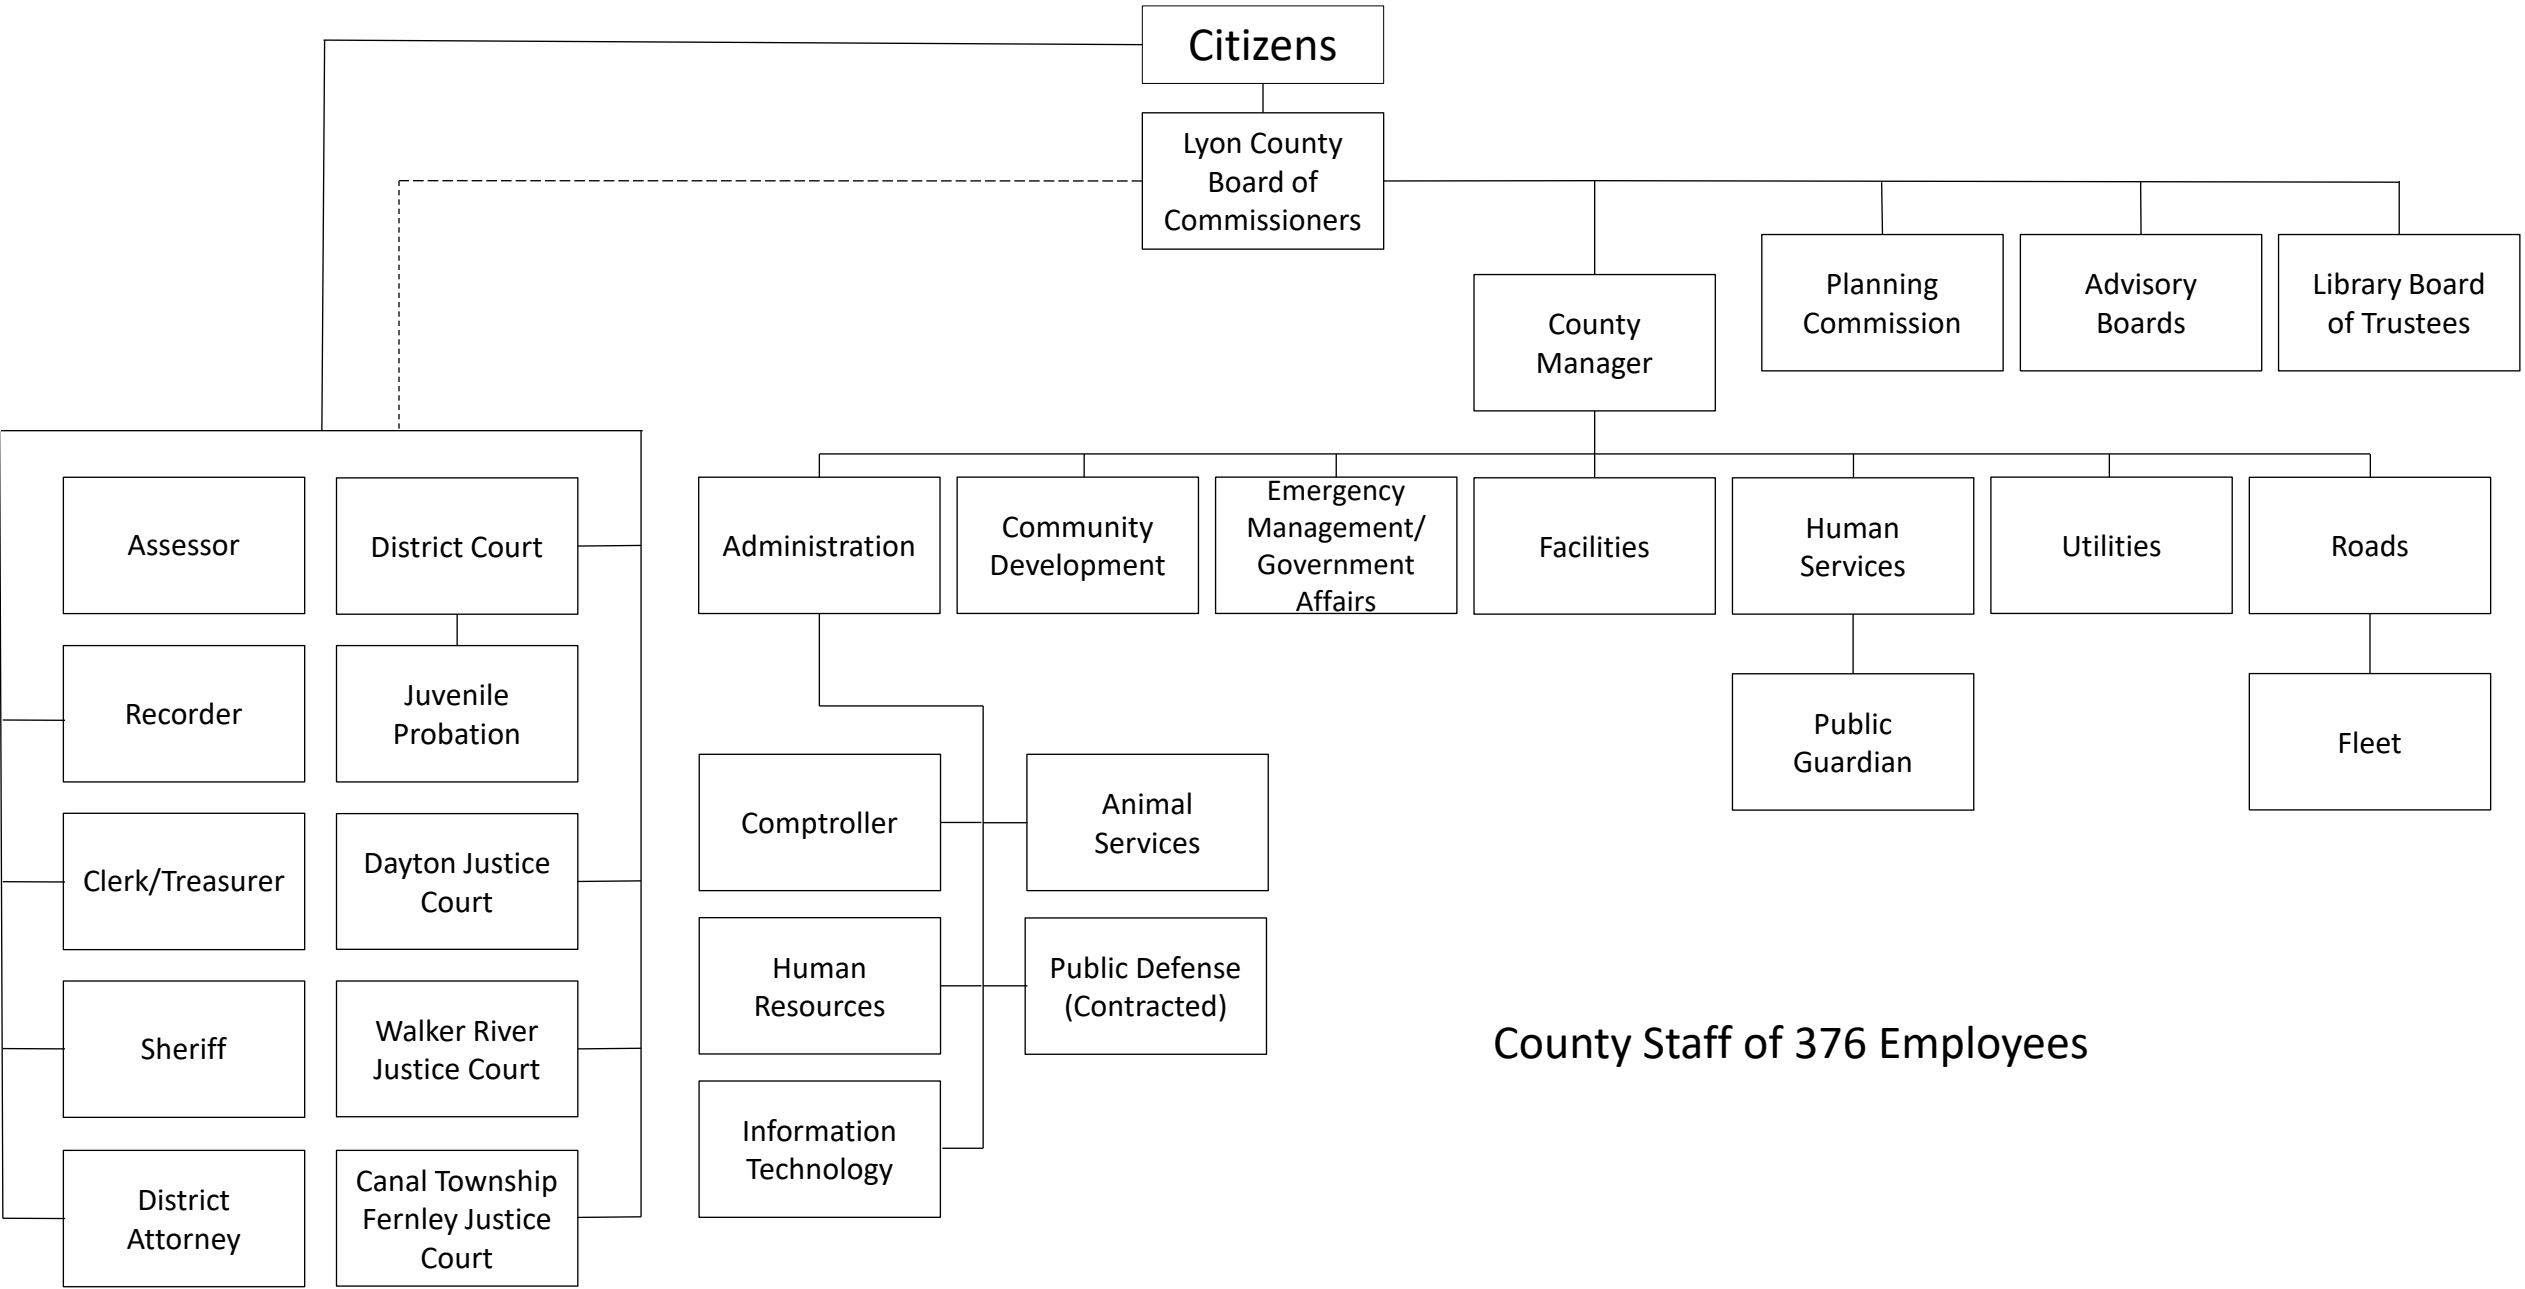 Citizens
Lyon County
Board of
Commissioners
County
Manager
Planning
Commission
Advisory
Boards
Library Board
of Trustees
Assessor
District Court
Recorder
Juvenile
Probation
Clerk/Treasurer
Dayton Justice
Court
Sheriff
Walker River
Justice Court
District
Attorney
Canal Township
Fernley Justice
Court
Administration
Community
Development
Emergency
Management/
Government
Affairs
Facilities
Human
Services
Utilities
Roads
Public
Guardian
Fleet
Comptroller
Animal
Services
Human
Resources
Public Defense
(Contracted)
Information
Technology
County Staff of 376 Employees